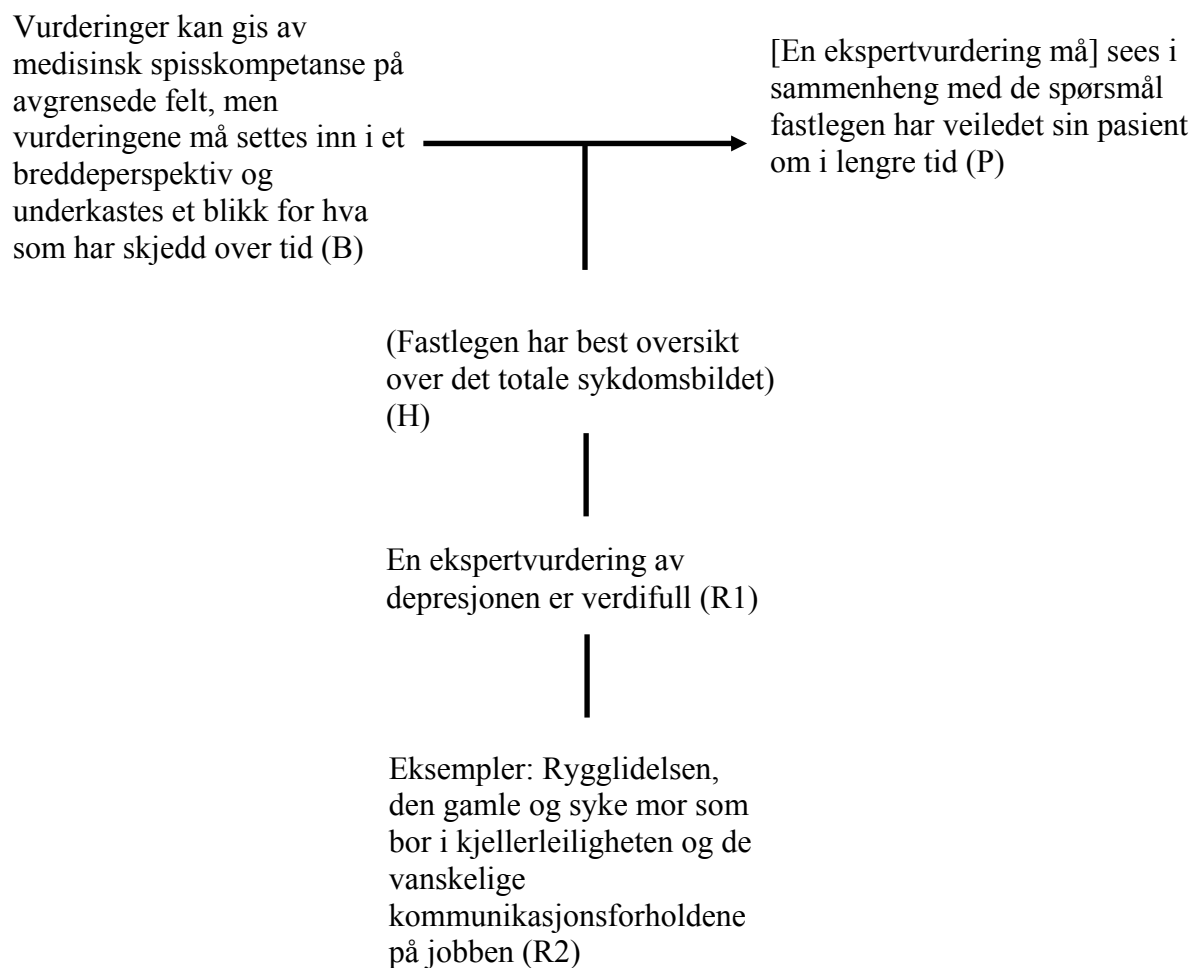 Vurderinger kan gis av
medisinsk spisskompetanse på
avgrensede felt, men
vurderingene må settes inn i et
breddeperspektiv og
underkastes et blikk for hva
som har skjedd over tid (B)
[En ekspertvurdering må] sees i
sammenheng med de spørsmål
fastlegen har veiledet sin pasient
om i lengre tid (P)
(Fastlegen har best oversikt
over det totale sykdomsbildet)
(H)
En ekspertvurdering av
depresjonen er verdifull (R1)
Eksempler: Rygglidelsen,
den gamle og syke mor som
bor i kjellerleiligheten og de
vanskelige
kommunikasjonsforholdene
på jobben (R2)